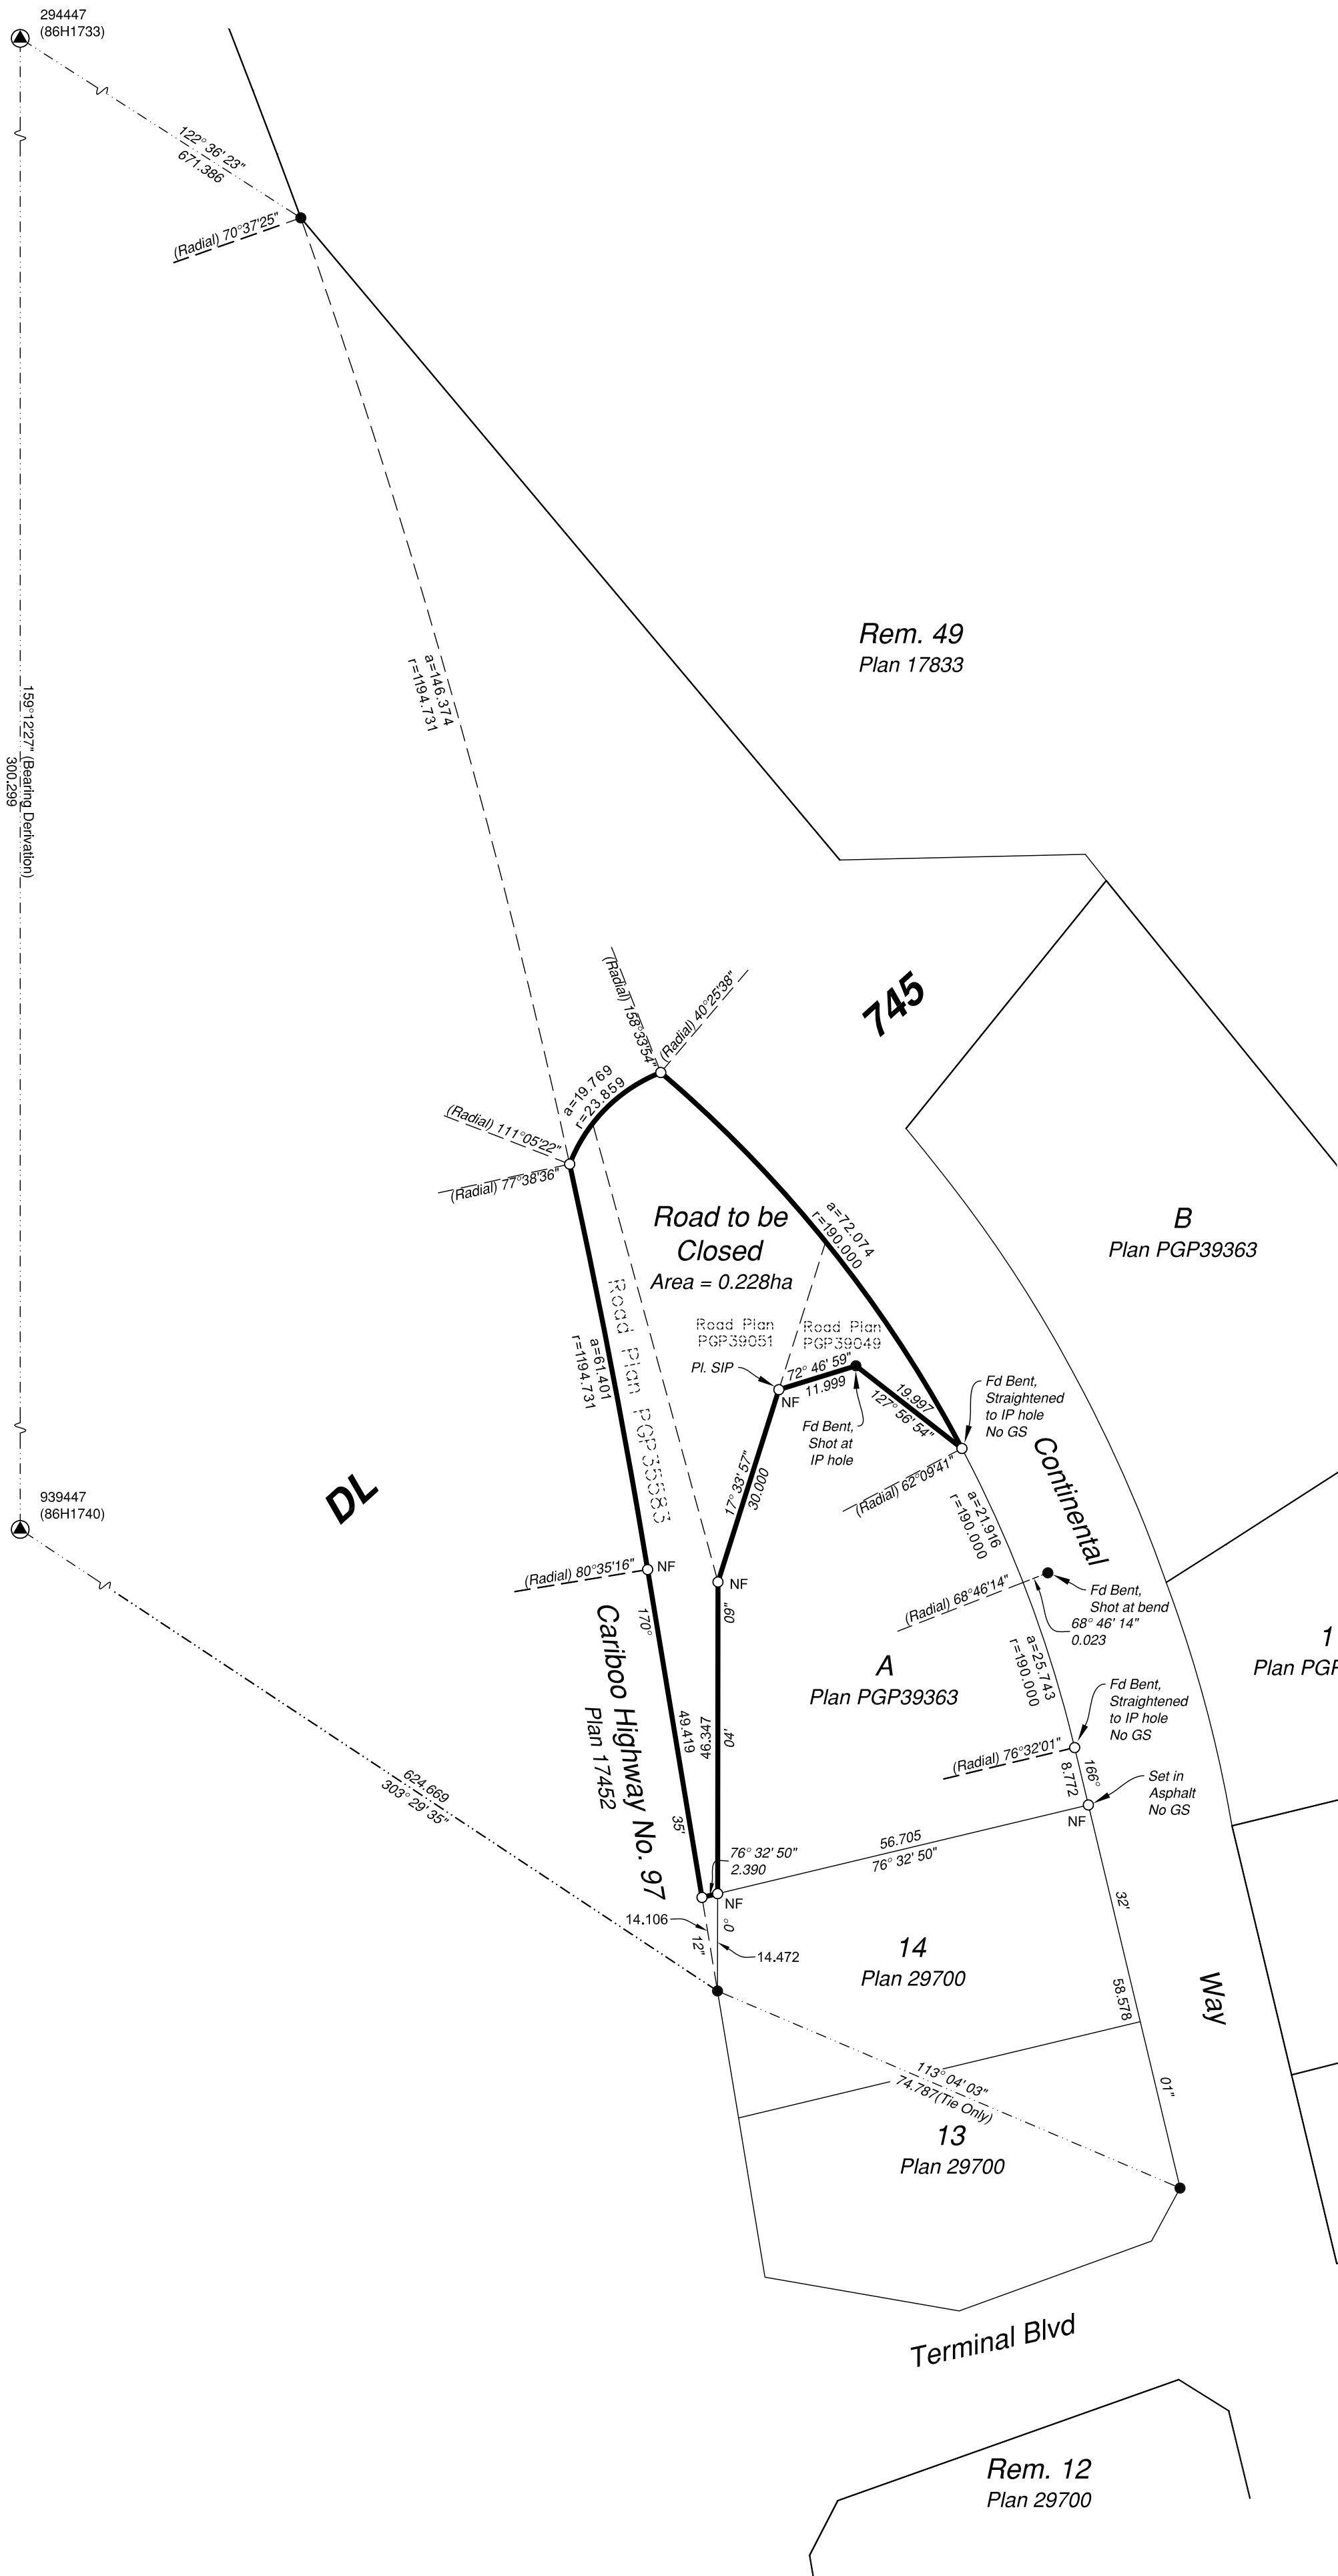 294447
(86H1733)
122° 36' 23"
671.386
(Radial) 70°37'25"
159°12'27" (Bearing Derivation)
300.299
a=146.374
r=1194.731
Rem. 49
Plan 17833
745
(Radial) 158°33'54"
(Radial) 40°25'38"
a=19.769
r=23.859
(Radial) 111°05'22"
(Radial) 77°38'36"
Road to be
Closed
Area = 0.228ha
a=72.074
r=190.000
B
Plan PGP39363
Road Plan PGP35583
a=61.401
r=1194.731
Road Plan
PGP39051
Road Plan
PGP39049
Pl. SIP
NF
72° 46' 59"
11.999
19.997
127° 56' 54"
Fd Bent,
Shot at
IP hole
Fd Bent,
Straightened
to IP hole
No GS
17° 33' 57"
30.000
(Radial) 62°09'41"
Continental
a=21.916
r=190.000
DL
939447
(86H1740)
(Radial) 80°35'16"
NF
NF
(Radial) 68°46'14"
Fd Bent,
Shot at bend
68° 46' 14"
0.023
170°
09"
Cariboo Highway No. 97
Plan 17452
49.419
46.347
04'
35'
A
Plan PGP39363
a=25.743
r=190.000
1
Plan PGP
Fd Bent,
Straightened
to IP hole
No GS
(Radial) 76°32'01"
166°
8.772
Set in
Asphalt
No GS
NF
624.669
303° 29' 35"
56.705
76° 32' 50"
76° 32' 50"
2.390
NF
14.106
0°
12"
14.472
32'
14
Plan 29700
58.578
Way
113° 04' 03"
74.787(Tie Only)
01"
13
Plan 29700
Terminal Blvd
Rem. 12
Plan 29700